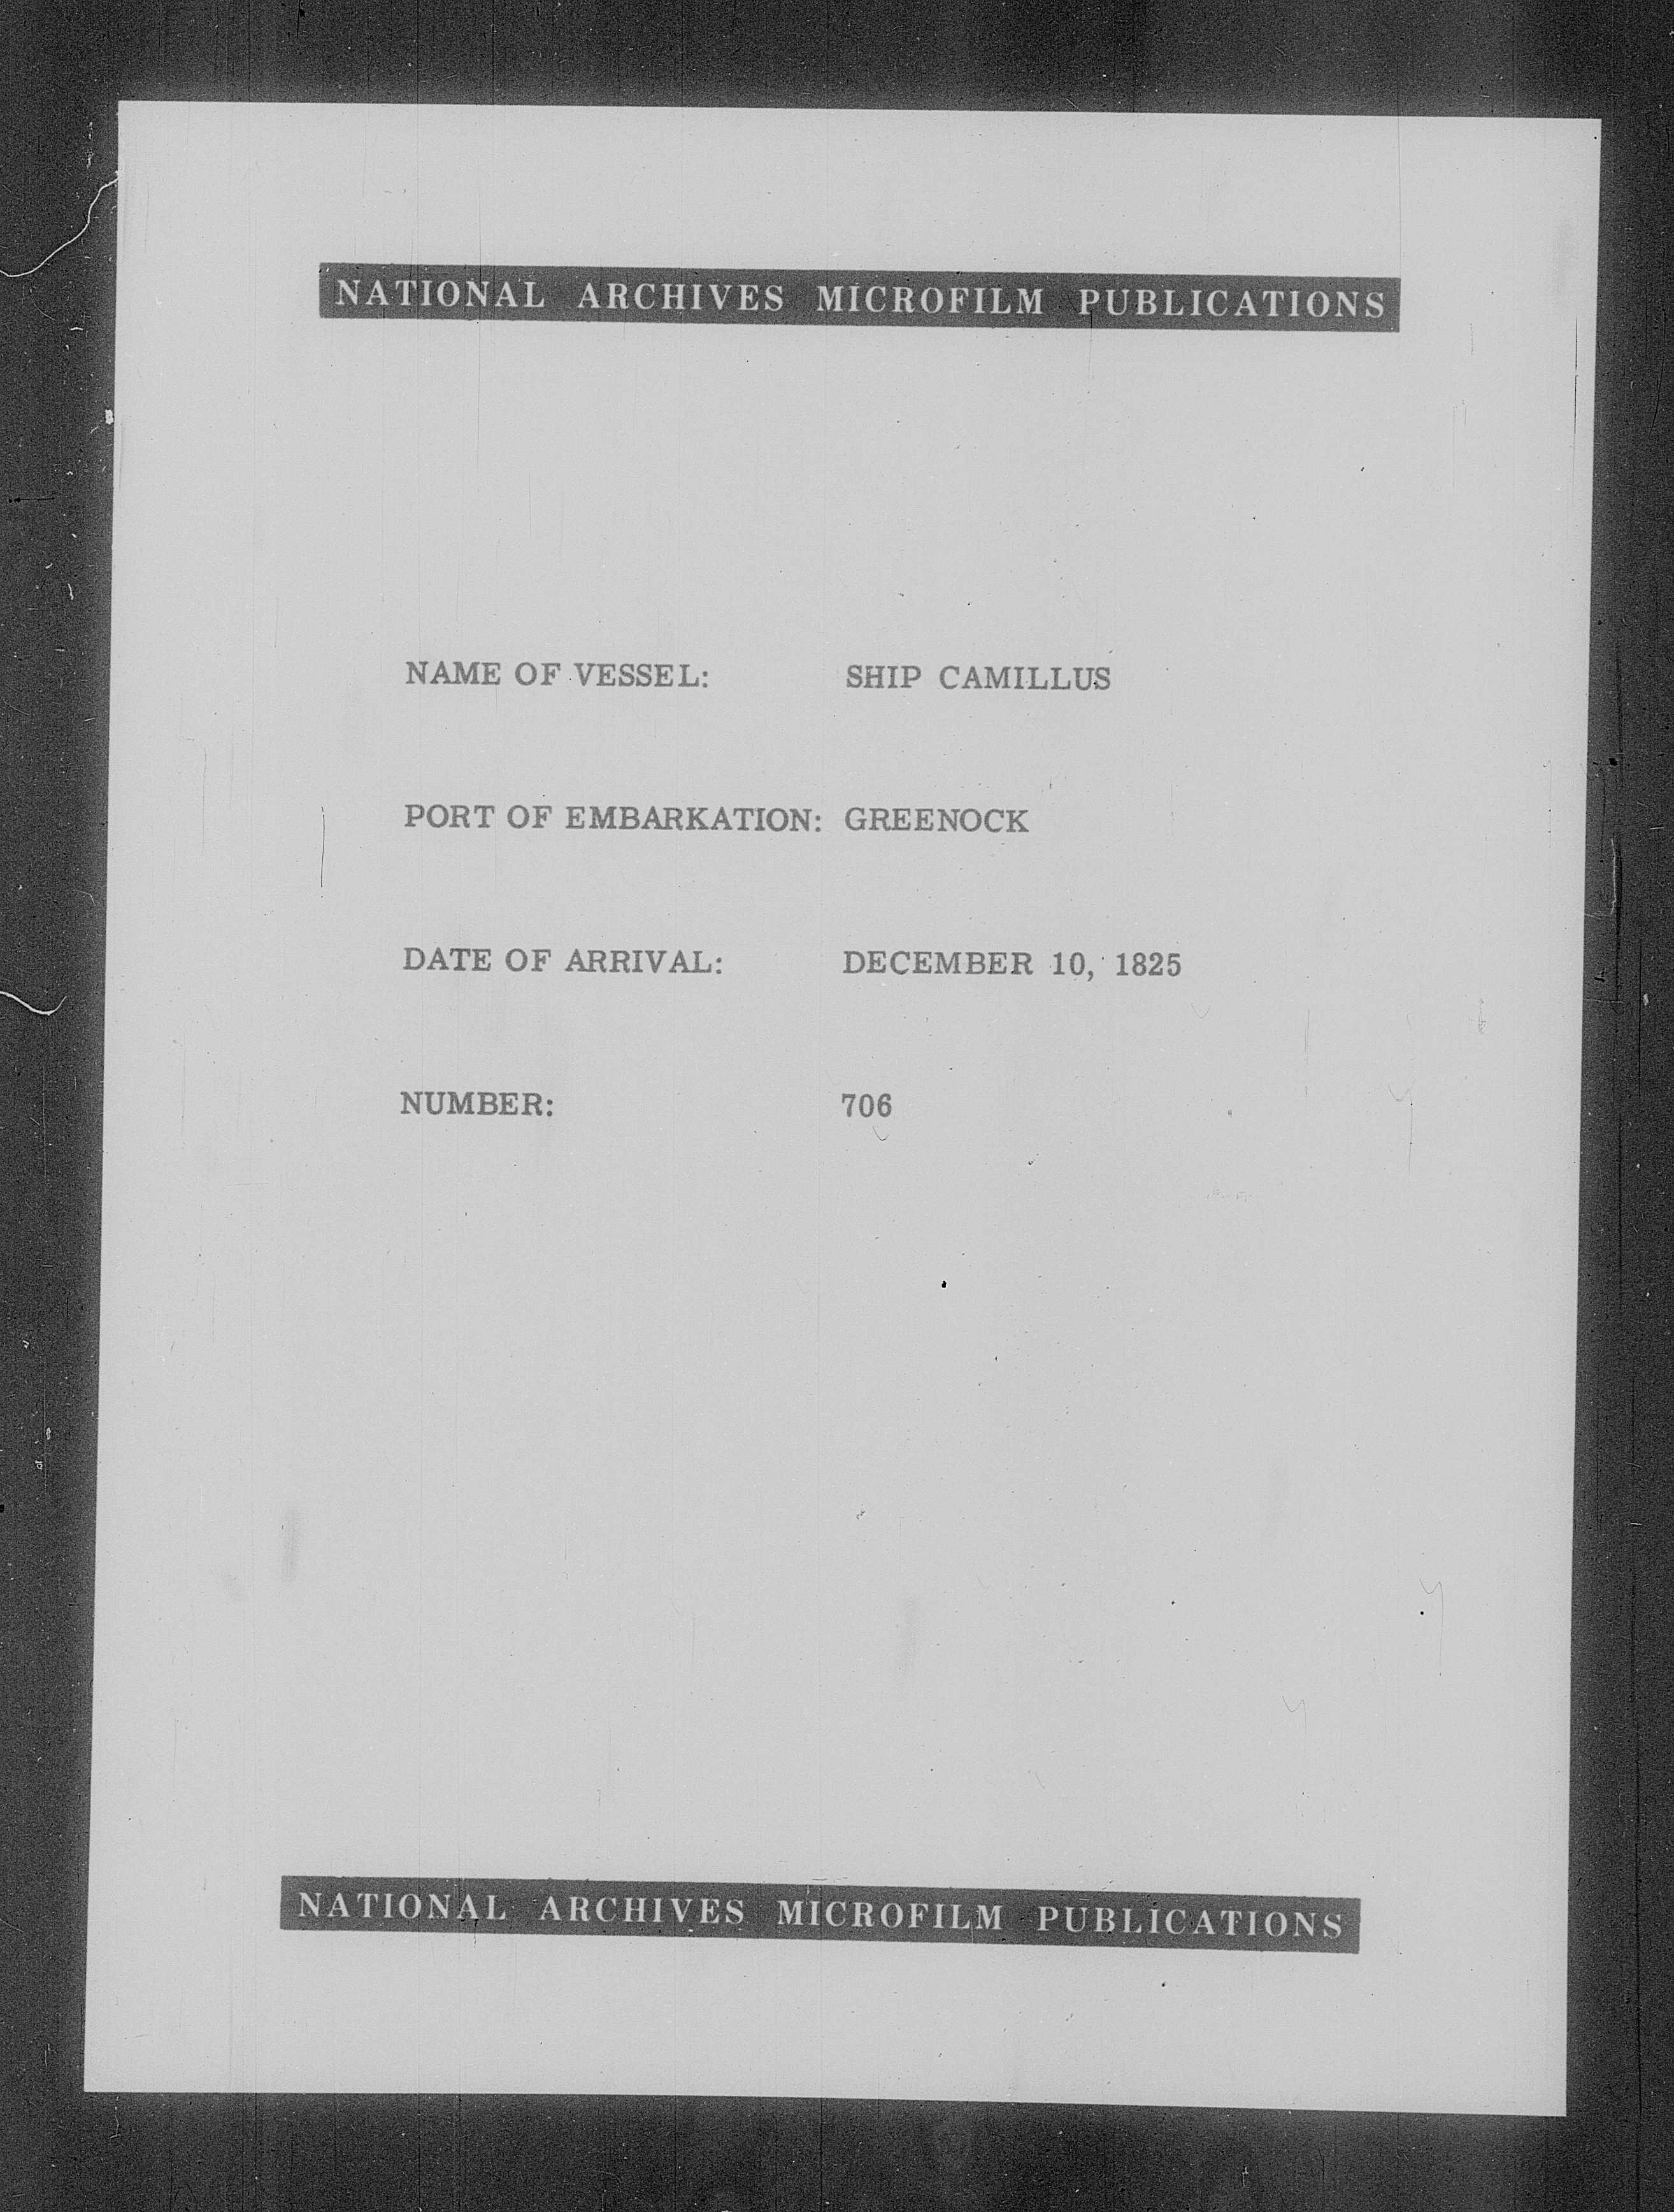 NATIONAL ARCHIVES MICROFILM PUBLICATIONS
NAME OF VESSEL: SHIP CAMILLUS
PORT OF EMBARKATION: GREENOCK
DATE OF ARRIVAL: DECEMBER 10, 1825
NUMBER: 706
NATIONAL ARCHIVES MICROFILM PUBLICATIONS